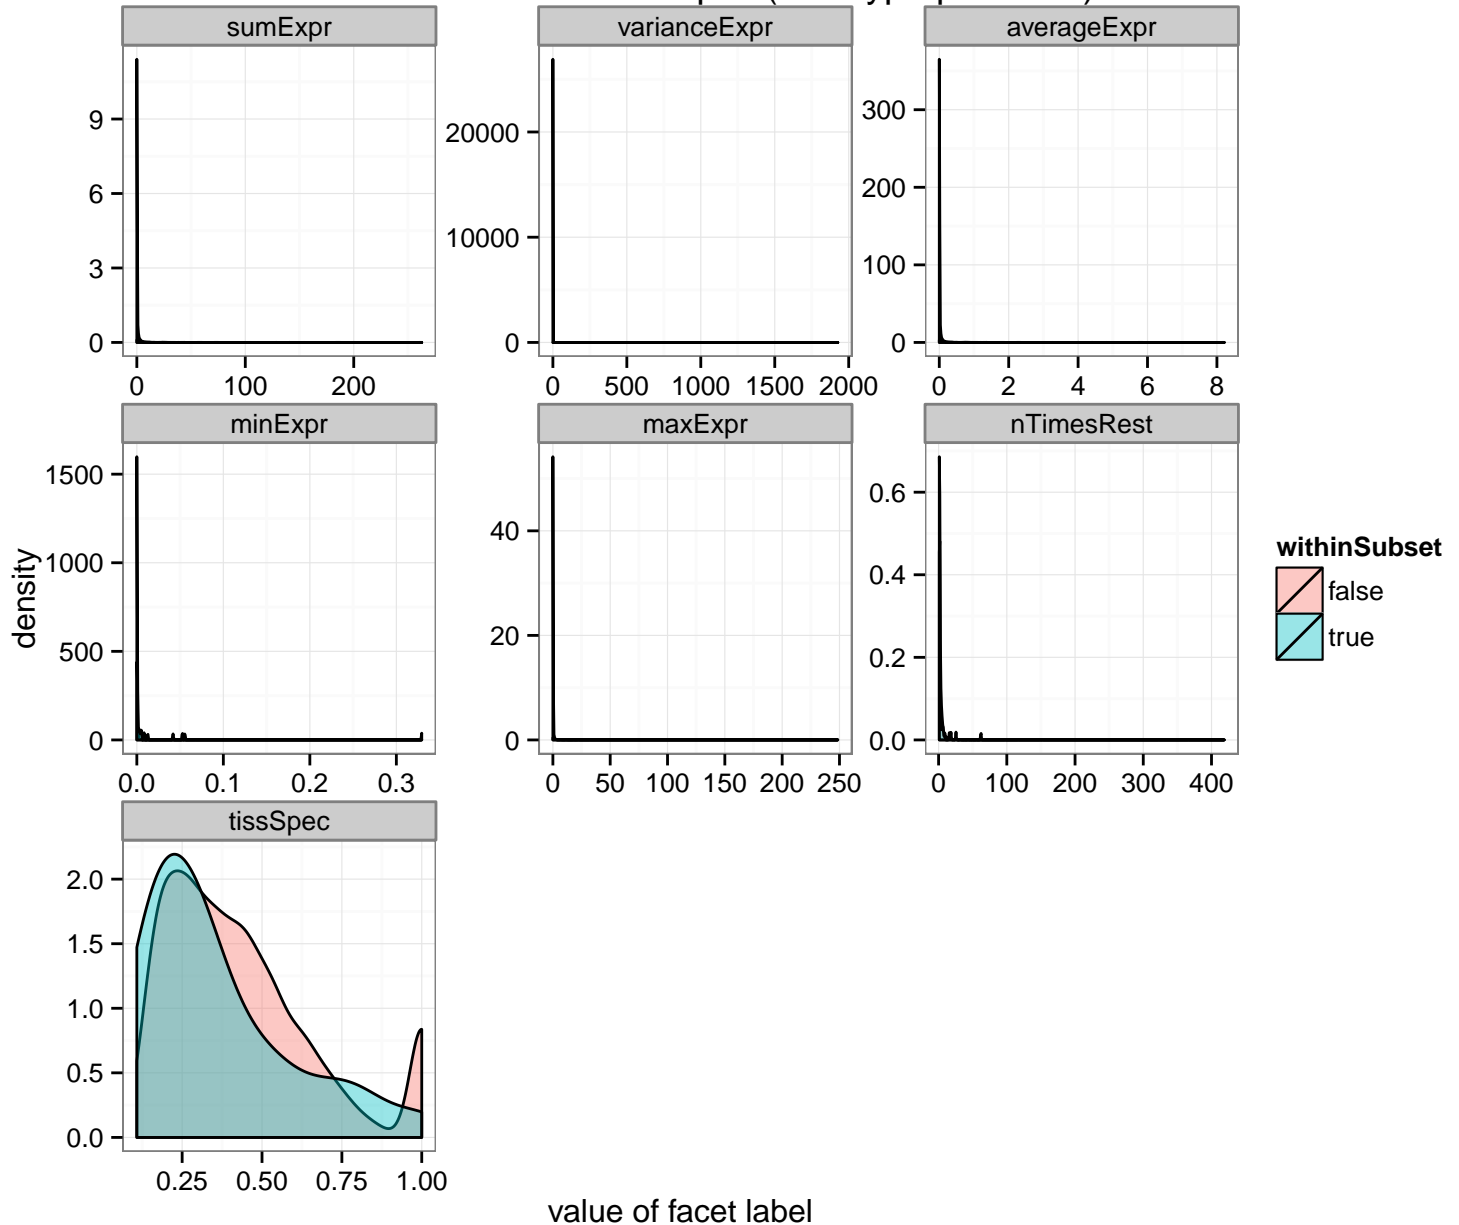 sumExpr varianceExpr averageExpr
9
6
3
0
0 100 200
20000
10000
0
0 500 1000 1500 2000
300
200
100
0
0 2 4 6 8
minExpr maxExpr nTimesRest
1500
1000
500
0
0.0 0.1 0.2 0.3
40
20
0
0 50 100 150 200 250
0.6
0.4
0.2
0.0
0 100 200 300 400
tissSpec
2.0
1.5
1.0
0.5
0.0
0.25 0.50 0.75 1.00
density
value of facet label
withinSubset
false
true